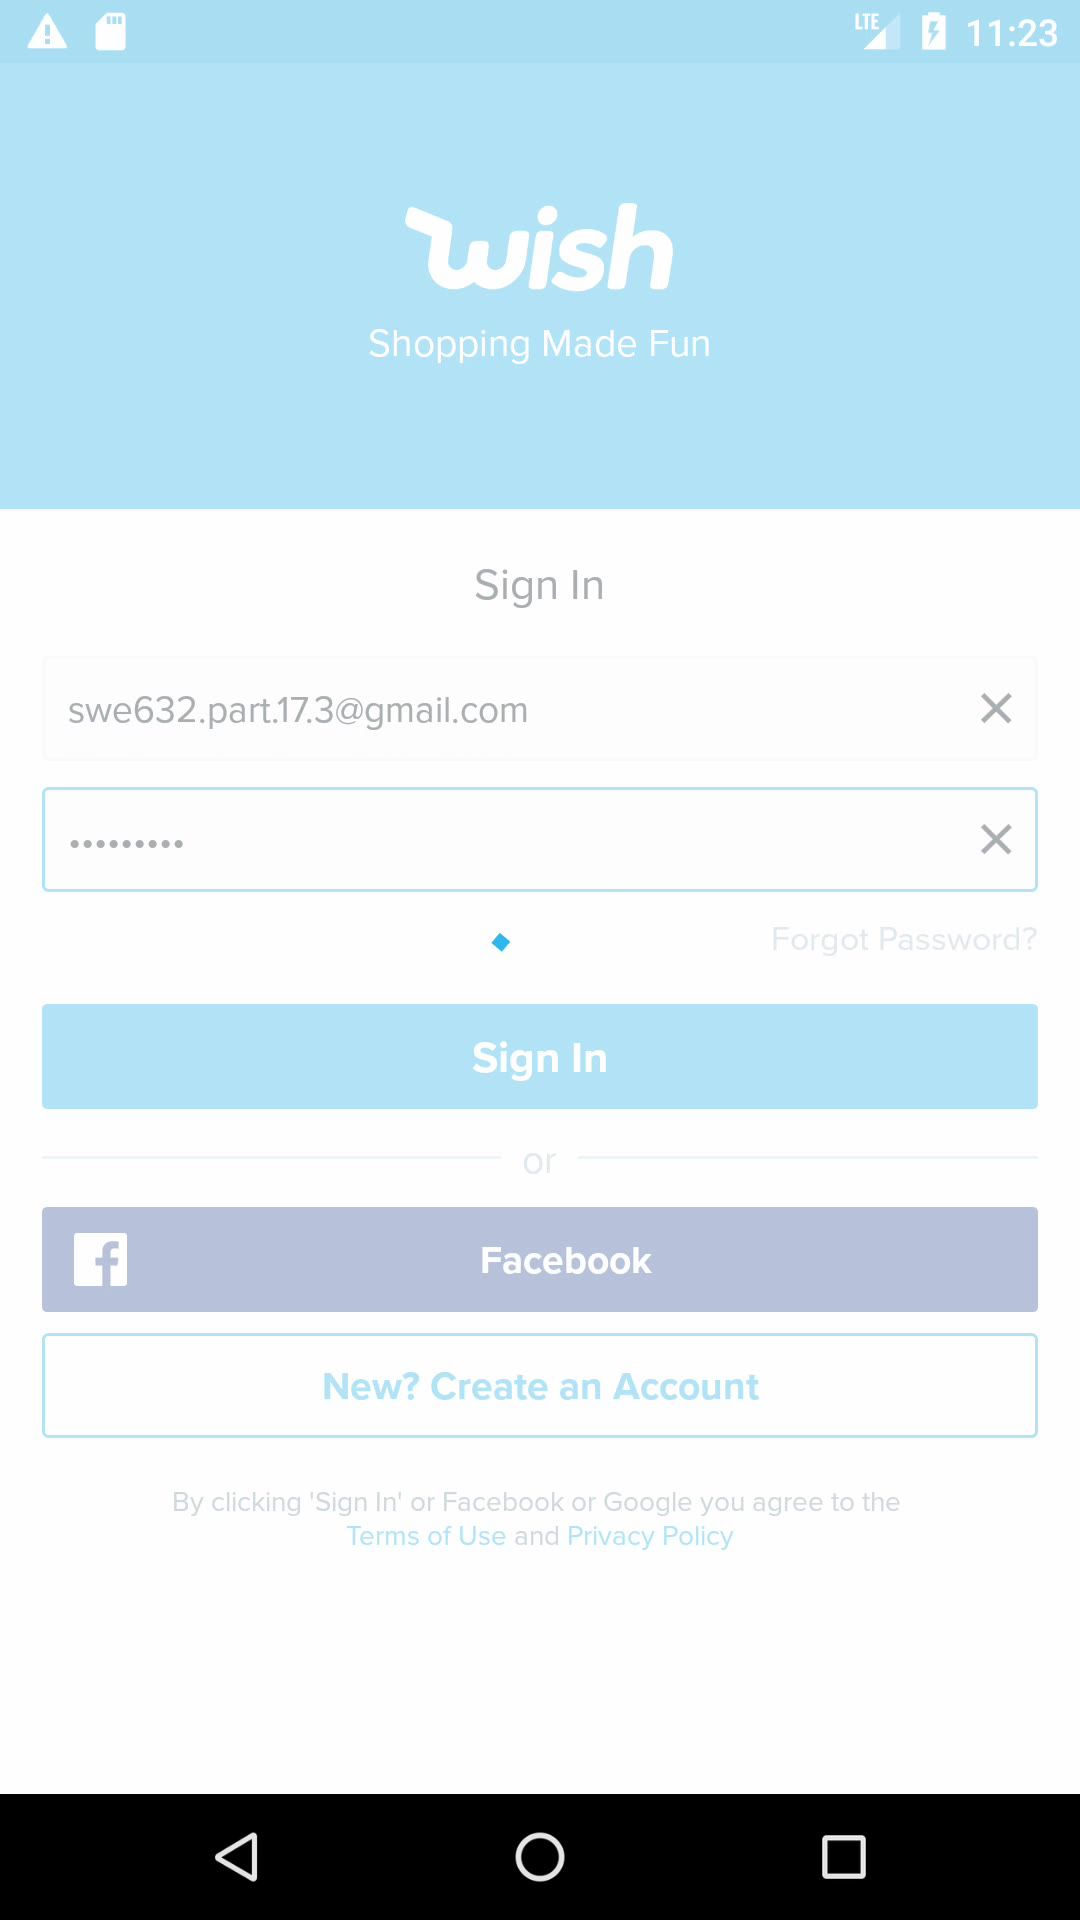 LTE 11:23
wish
Shopping Made Fun
Sign In
swe632.part.17.3@gmail.com
•••••••••
Forgot Password?
Sign In
or
Facebook
New? Create an Account
By clicking 'Sign In' or Facebook or Google you agree to the
Terms of Use and Privacy Policy